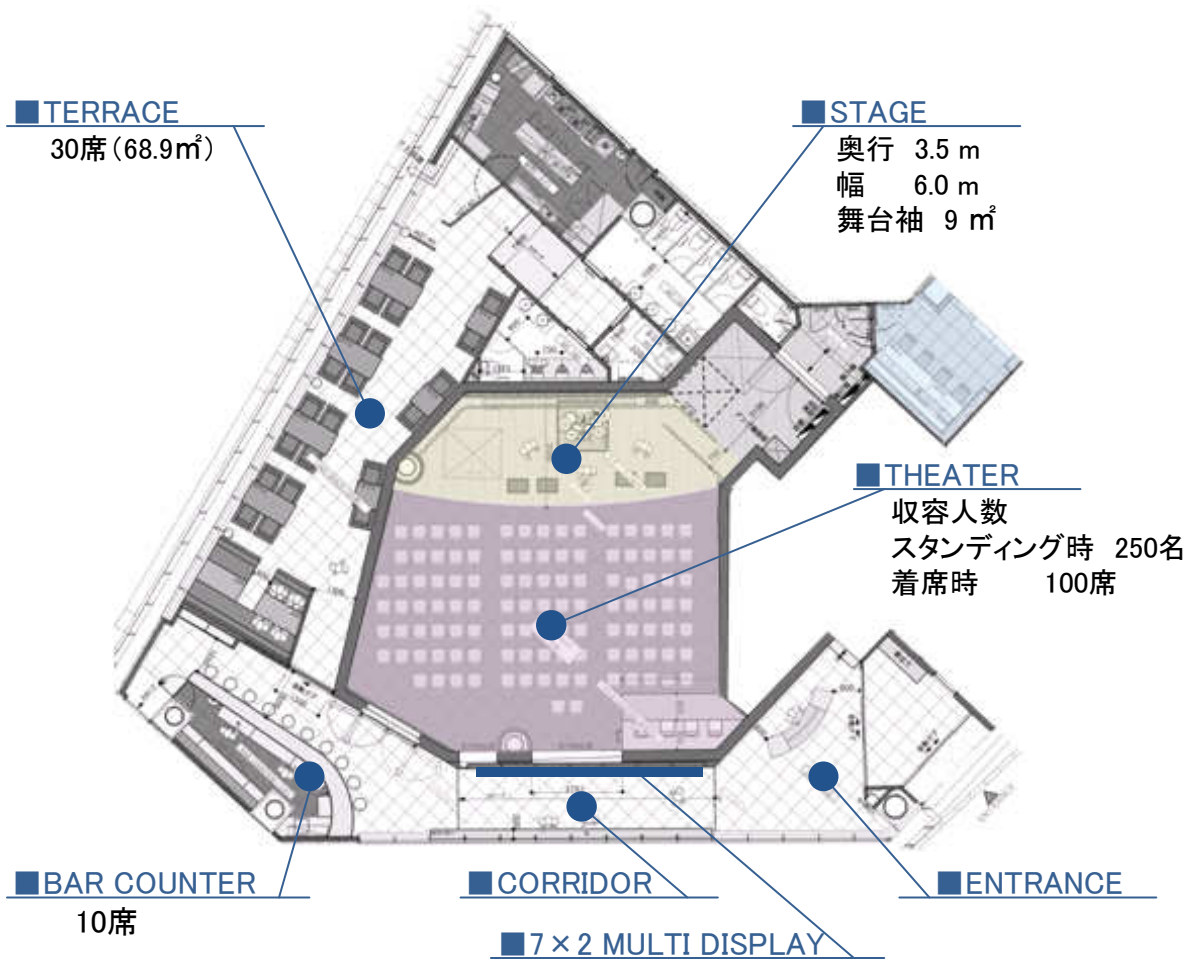 ■TERRACE
30席(68.9㎡)
■STAGE
奥行 3.5 m
幅 6.0 m
舞台袖 9 ㎡
■THEATER
収容人数
スタンディング時 250名
着席時 100席
■BAR COUNTER
10席
■CORRIDOR
■ENTRANCE
■7×2 MULTI DISPLAY